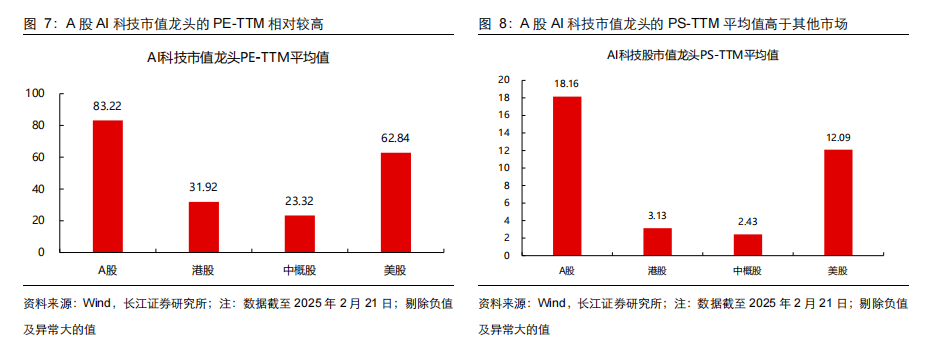 图 7：A 股 AI 科技市值龙头的 PE-TTM 相对较高
AI科技市值龙头PE-TTM平均值
100
80
60
40
20
0
83.22
31.92
23.32
62.84
A股
港股
中概股
美股
资料来源：Wind，长江证券研究所；注：数据截至 2025 年 2 月 21 日；剔除负值
及异常大的值
图 8：A 股 AI 科技市值龙头的 PS-TTM 平均值高于其他市场
AI科技股市值龙头PS-TTM平均值
20
18
16
14
12
10
8
6
4
2
0
18.16
3.13
2.43
12.09
A股
港股
中概股
美股
资料来源：Wind，长江证券研究所；注：数据截至 2025 年 2 月 21 日；剔除负值
及异常大的值